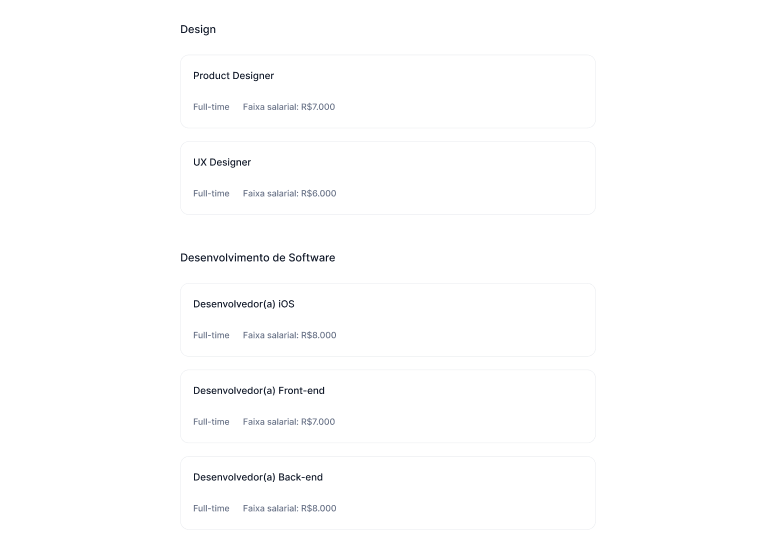 Design
Product Designer
Full-time Faixa salarial: R$7.000
UX Designer
Full-time Faixa salarial: R$6.000
Desenvolvimento de Software
Desenvolvedor(a) iOS
Full-time Faixa salarial: R$8.000
Desenvolvedor(a) Front-end
Full-time Faixa salarial: R$7.000
Desenvolvedor(a) Back-end
Full-time Faixa salarial: R$8.000